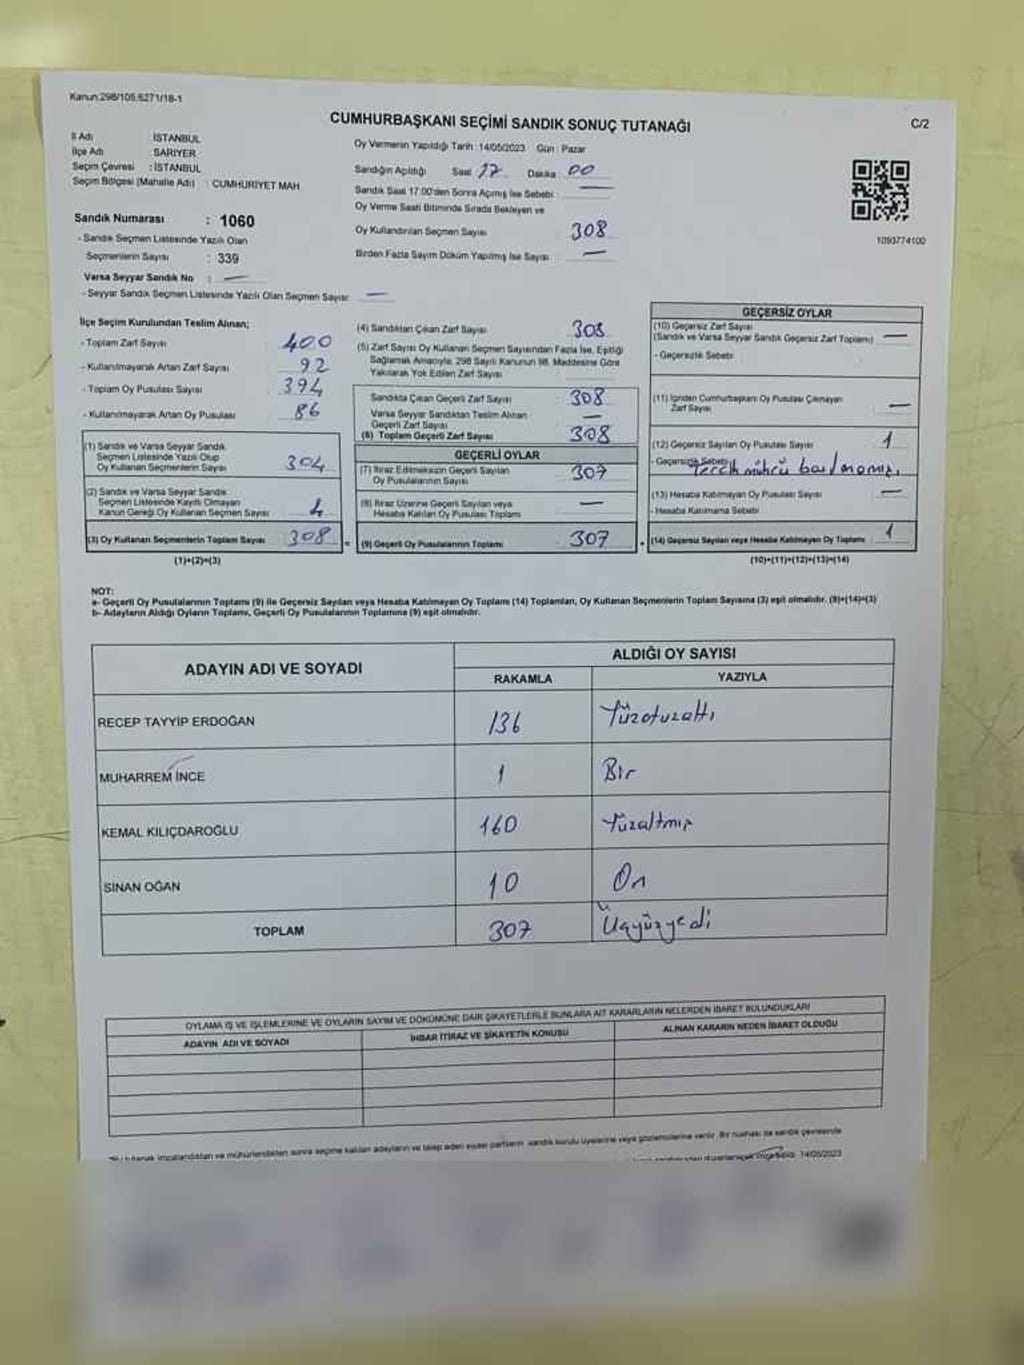 Kanun:298/105,6271/18-1
CUMHURBAŞKANI SEÇİMİ SANDIK SONUÇ TUTANAĞI
C/2
İl Adı : İSTANBUL
İlçe Adı : SARIYER
Seçim Çevresi : İSTANBUL
Seçim Bölgesi (Mahalle Adı) : CUMHURİYET MAH
Sandık Numarası : 1060
- Sandık Seçmen Listesinde Yazılı Olan
Seçmenlerin Sayısı : 339
Varsa Seyyar Sandık No : —
- Seyyar Sandık Seçmen Listesinde Yazılı Olan Seçmen Sayısı —
Oy Vermenin Yapıldığı Tarih : 14/05/2023 Gün : Pazar
Sandığın Açıldığı Saat 17 Dakika 00
Sandık Saat 17:00'den Sonra Açılmış İse Sebebi : —
Oy Verme Saati Bitiminde Sırada Bekleyen ve
Oy Kullandırılan Seçmen Sayısı 308
Birden Fazla Sayım Döküm Yapılmış İse Sayısı —
1093774100
İlçe Seçim Kurulundan Teslim Alınan;
- Toplam Zarf Sayısı 400
- Kullanılmayarak Artan Zarf Sayısı 92
- Toplam Oy Pusulası Sayısı 394
- Kullanılmayarak Artan Oy Pusulası 86
(1) Sandık ve Varsa Seyyar Sandık
Seçmen Listesinde Yazılı Olup
Oy Kullanan Seçmenlerin Sayısı 304
(2) Sandık ve Varsa Seyyar Sandık
Seçmen Listesinde Kayıtlı Olmayan
Kanun Gereği Oy Kullanan Seçmen Sayısı 4
(3) Oy Kullanan Seçmenlerin Toplam Sayısı 308
(1)+(2)=(3)
(4) Sandıktan Çıkan Zarf Sayısı 308
(5) Zarf Sayısı Oy Kullanan Seçmen Sayısından Fazla İse, Eşitliği
Sağlamak Amacıyla, 298 Sayılı Kanunun 98. Maddesine Göre
Yakılarak Yok Edilen Zarf Sayısı
Sandıkta Çıkan Geçerli Zarf Sayısı 308
Varsa Seyyar Sandıktan Teslim Alınan
Geçerli Zarf Sayısı —
(6) Toplam Geçerli Zarf Sayısı 308
GEÇERLİ OYLAR
(7) İtiraz Edilmeksizin Geçerli Sayılan
Oy Pusulalarının Sayısı 307
(8) İtiraz Üzerine Geçerli Sayılan veya
Hesaba Katılan Oy Pusulası Toplamı —
= (9) Geçerli Oy Pusulalarının Toplamı 307
GEÇERSİZ OYLAR
(10) Geçersiz Zarf Sayısı
(Sandık ve Varsa Seyyar Sandık Geçersiz Zarf Toplamı) —
- Geçersizlik Sebebi
(11) İçinden Cumhurbaşkanı Oy Pusulası Çıkmayan
Zarf Sayısı —
(12) Geçersiz Sayılan Oy Pusulası Sayısı 1
- Geçersizlik Sebebi Tercih mührü basılmamış.
(13) Hesaba Katılmayan Oy Pusulası Sayısı —
- Hesaba Katılmama Sebebi
+ (14) Geçersiz Sayılan veya Hesaba Katılmayan Oy Toplamı 1
(10)+(11)+(12)+(13)=(14)
NOT:
a- Geçerli Oy Pusulalarının Toplamı (9) ile Geçersiz Sayılan veya Hesaba Katılmayan Oy Toplamı (14) Toplamları, Oy Kullanan Seçmenlerin Toplam Sayısına (3) eşit olmalıdır. (9)+(14)=(3)
b- Adayların Aldığı Oyların Toplamı, Geçerli Oy Pusulalarının Toplamına (9) eşit olmalıdır.
ADAYIN ADI VE SOYADI
ALDIĞI OY SAYISI
RAKAMLA YAZIYLA
RECEP TAYYİP ERDOĞAN 136 Yüzotuzaltı
MUHARREM İNCE 1 Bir
KEMAL KILIÇDAROĞLU 160 Yüzaltmış
SİNAN OĞAN 10 On
TOPLAM 307 Üçyüzyedi
OYLAMA İŞ VE İŞLEMLERİNE VE OYLARIN SAYIM VE DÖKÜMÜNE DAİR ŞİKAYETLERLE BUNLARA AİT KARARLARIN NELERDEN İBARET BULUNDUKLARI
ADAYIN ADI VE SOYADI İHBAR İTİRAZ VE ŞİKAYETİN KONUSU ALINAN KARARIN NEDEN İBARET OLDUĞU
tutanak imzalandıktan ve mühürlendikten sonra seçime katılan adayların ve talep eden siyasi partilerin sandık kurulu üyelerine veya gözlemcilerine verilir. Bir nüshası da sandık çevresinde
14/05/2023